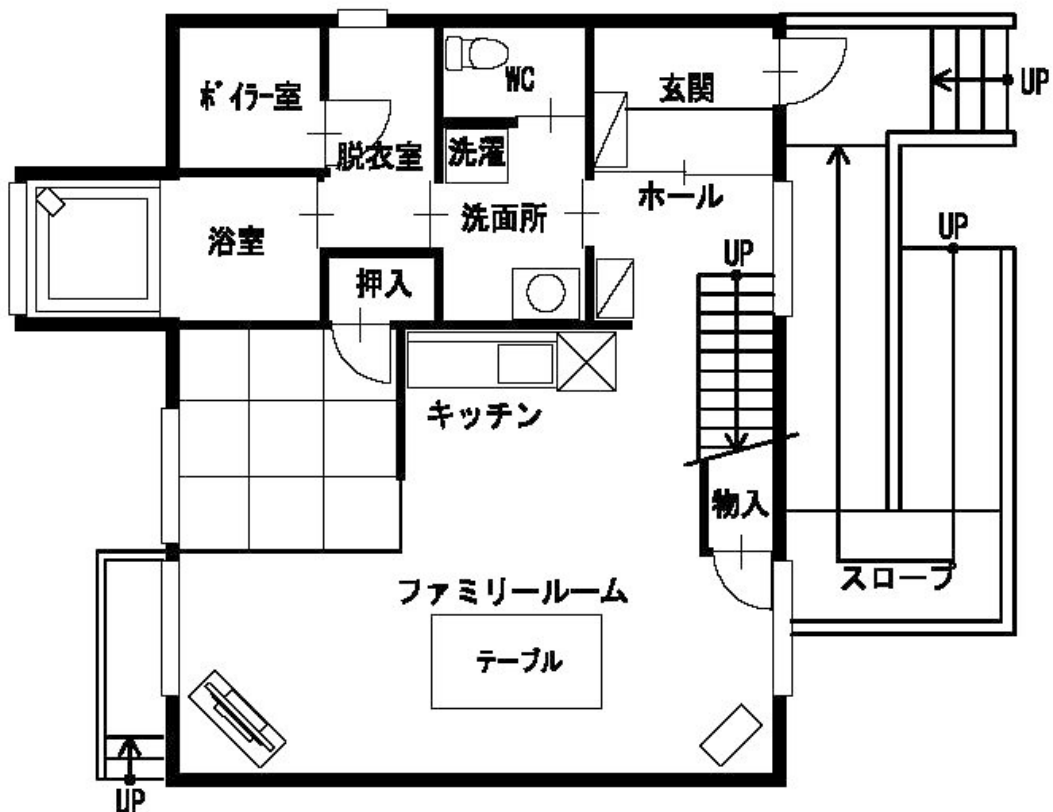 WC
UP
ボイラー室
玄関
脱衣室
洗濯
ホール
洗面所
浴室
UP
UP
押入
キッチン
物入
スロープ
ファミリールーム
テーブル
UP